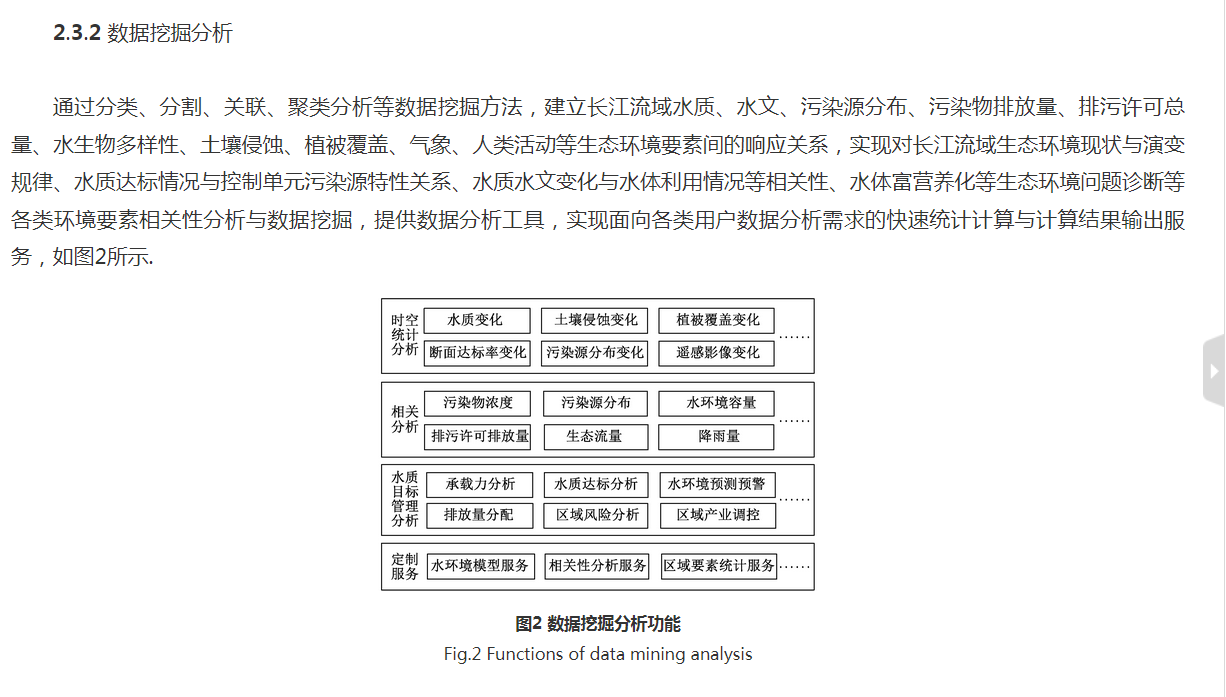 2.3.2 数据挖掘分析
通过分类、分割、关联、聚类分析等数据挖掘方法，建立长江流域水质、水文、污染源分布、污染物排放量、排污许可总
量、水生物多样性、土壤侵蚀、植被覆盖、气象、人类活动等生态环境要素间的响应关系，实现对长江流域生态环境现状与演变
规律、水质达标情况与控制单元污染源特性关系、水质水文变化与水体利用情况等相关性、水体富营养化等生态环境问题诊断等
各类环境要素相关性分析与数据挖掘，提供数据分析工具，实现面向各类用户数据分析需求的快速统计计算与计算结果输出服
务，如图2所示.
时空
统计
分析
水质变化 土壤侵蚀变化 植被覆盖变化
断面达标率变化 污染源分布变化 遥感影像变化
······
相关
分析
污染物浓度 污染源分布 水环境容量
排污许可排放量 生态流量 降雨量
······
水质
目标
管理
分析
承载力分析 水质达标分析 水环境预测预警
排放量分配 区域风险分析 区域产业调控
······
定制
服务
水环境模型服务 相关性分析服务 区域要素统计服务 ······
图2 数据挖掘分析功能
Fig.2 Functions of data mining analysis